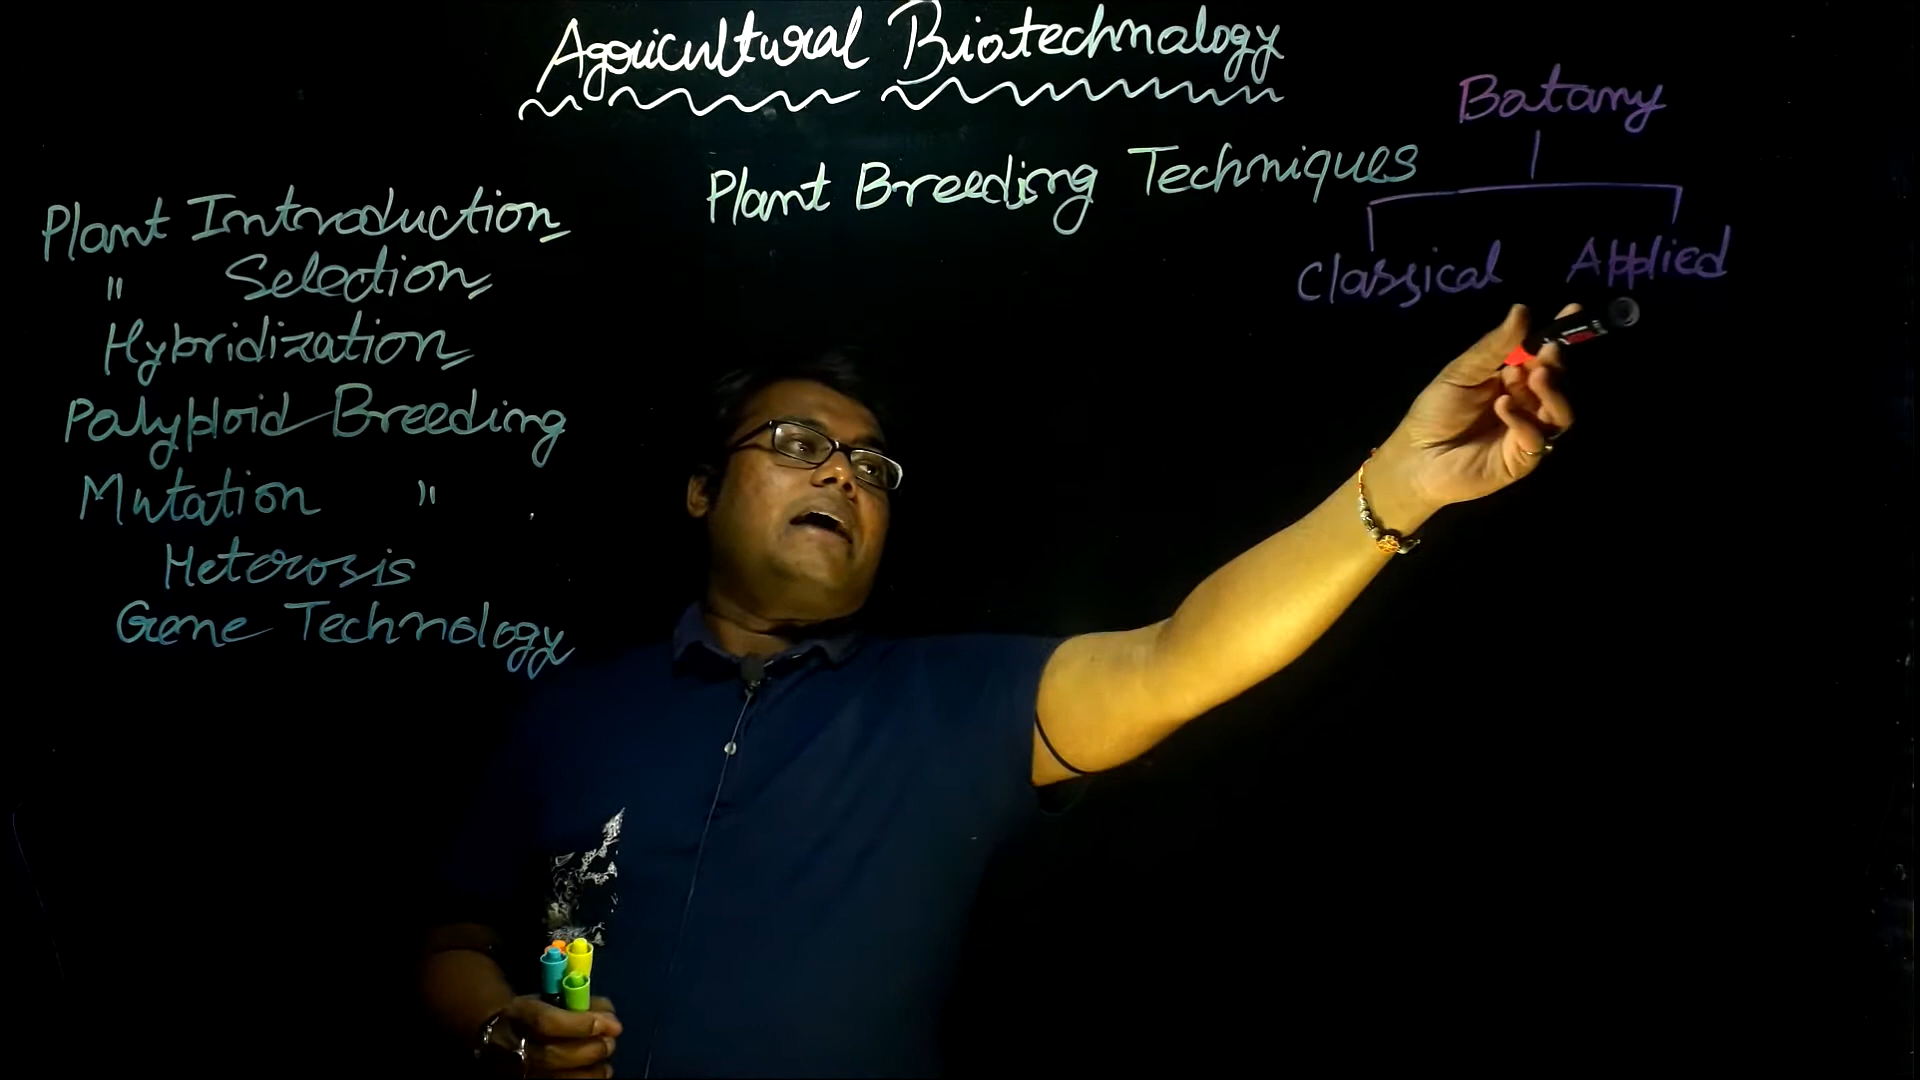 Agricultural Biotechnology
Plant Breeding Techniques
Plant Introduction
" Selection
Hybridization
Polyploid Breeding
Mutation "
Heterosis
Gene Technology
Botany
Classical Applied